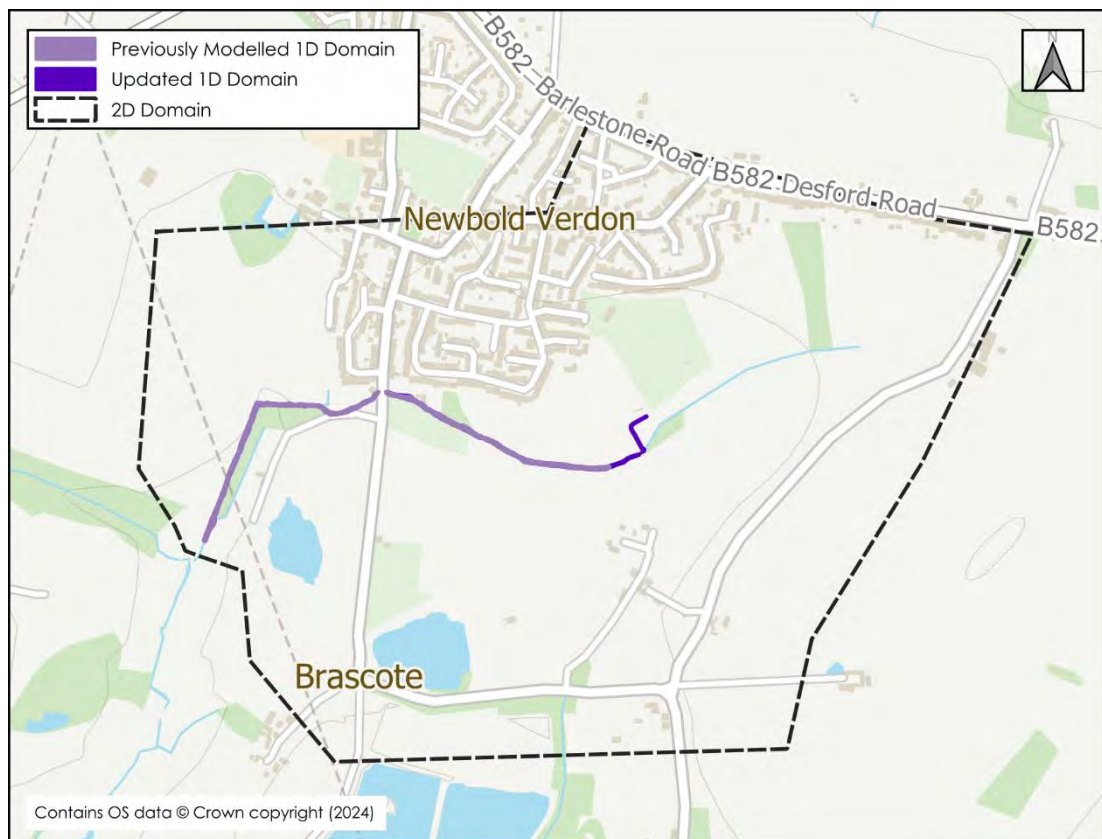 Previously Modelled 1D Domain
Updated 1D Domain
2D Domain
N
B582-Barlestone-Road
B582-Desford-Road
B582
Newbold Verdon
Brascote
Contains OS data © Crown copyright (2024)